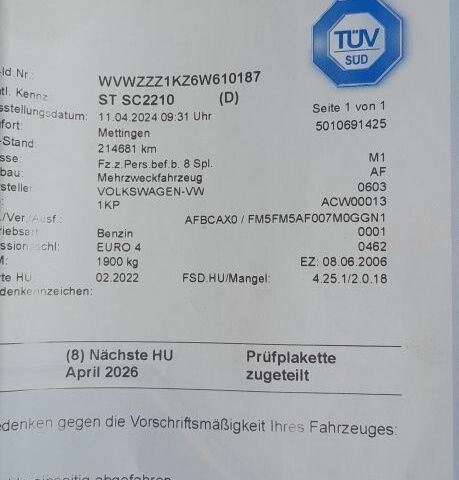 TÜV
SÜD
ld.Nr.: WVWZZZ1KZ6W610187
tl. Kennz ST SC2210 (D)
sstellungsdatum: 11.04.2024 09:31 Uhr Seite 1 von 1
ort: Mettingen 5010691425
-Stand 214681 km
sse: Fz.z.Pers.bef.b. 8 Spl. M1
bau: Mehrzweckfahrzeug AF
steller: VOLKSWAGEN-VW 0603
: 1KP ACW00013
/Ver./Ausf.: AFBCAX0 / FM5FM5AF007M0GGN1
riebsart Benzin 0001
ssionsschl: EURO 4 0462
M: 1900 kg EZ: 08.06.2006
te HU: 02.2022 FSD.HU/Mangel: 4.25.1/2.0.18
denkennzeichen:
(8) Nächste HU Prüfplakette
April 2026 zugeteilt
edenken gegen die Vorschriftsmäßigkeit Ihres Fahrzeuges: